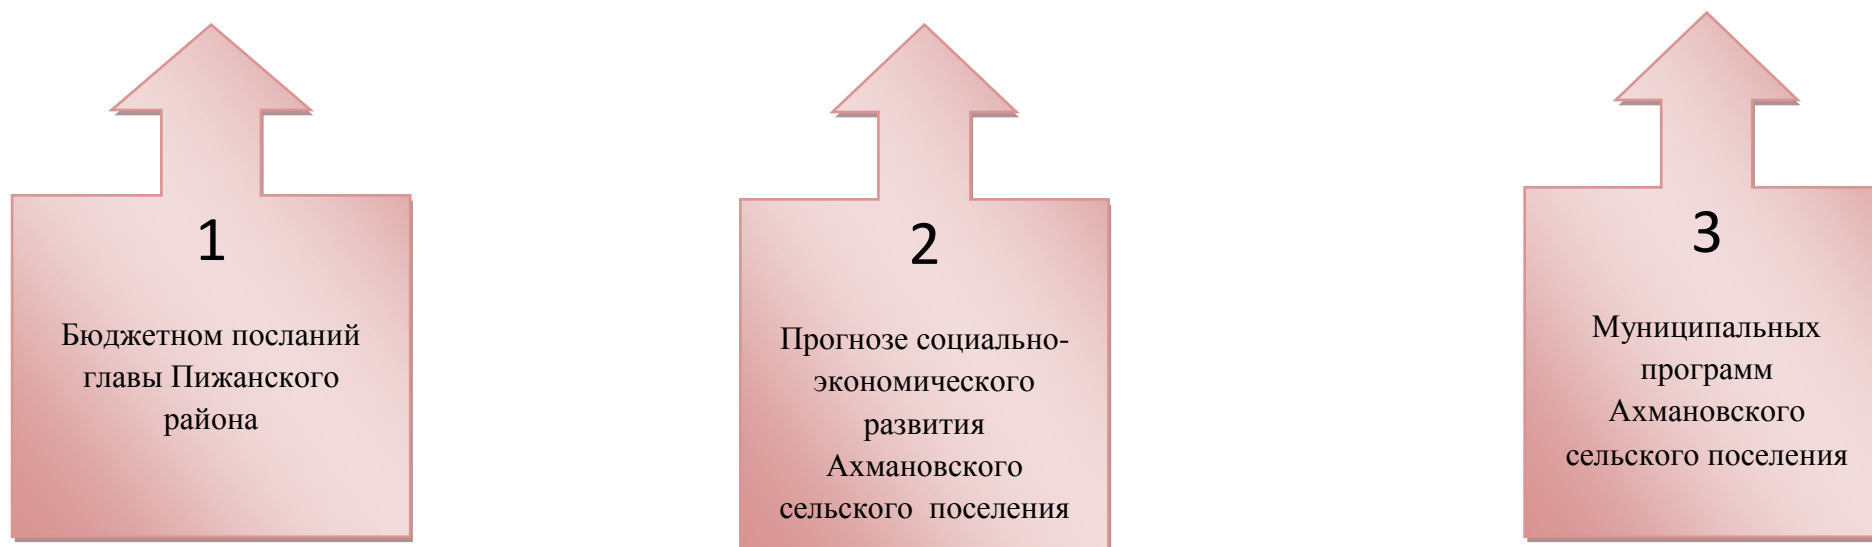 1
Бюджетном посланий
главы Пижанского
района
2
Прогнозе социально-
экономического
развития
Ахмановского
сельского поселения
3
Муниципальных
программ
Ахмановского
сельского поселения